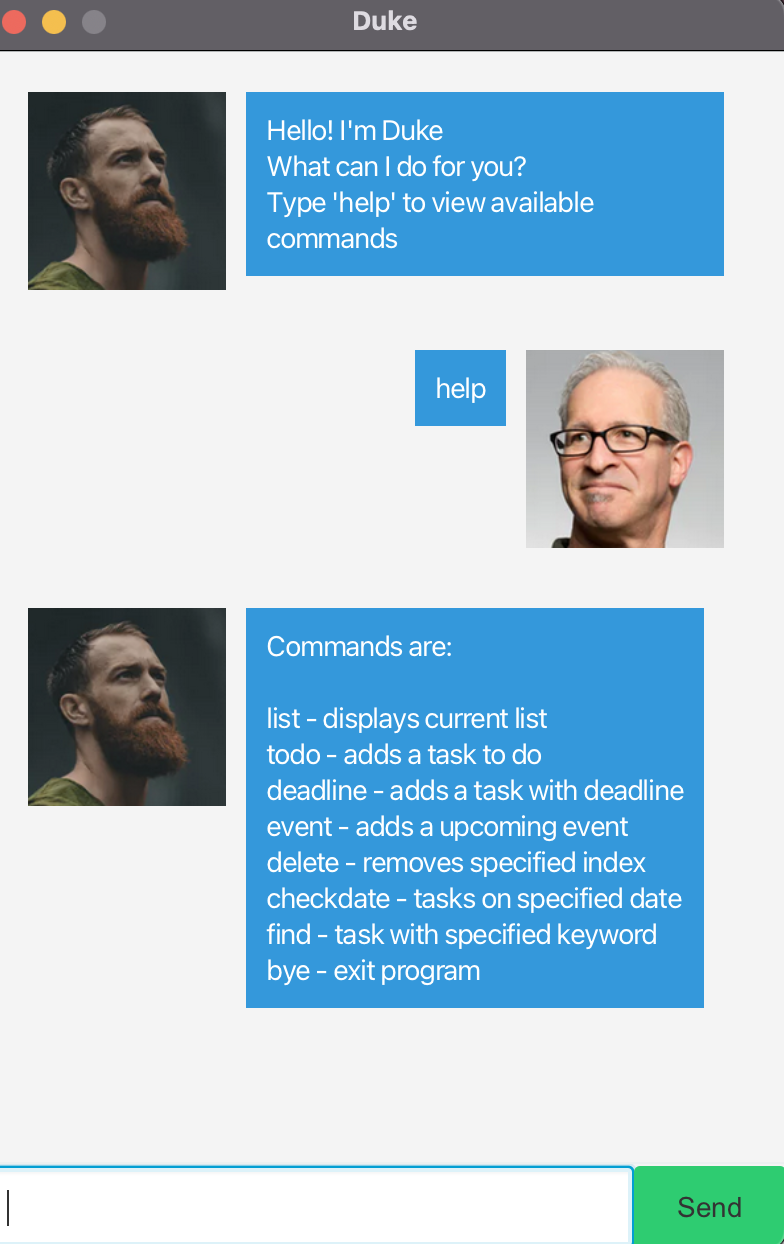 Duke
Hello! I'm Duke
What can I do for you?
Type 'help' to view available
commands
help
Commands are:
list - displays current list
todo - adds a task to do
deadline - adds a task with deadline
event - adds a upcoming event
delete - removes specified index
checkdate - tasks on specified date
find - task with specified keyword
bye - exit program
Send